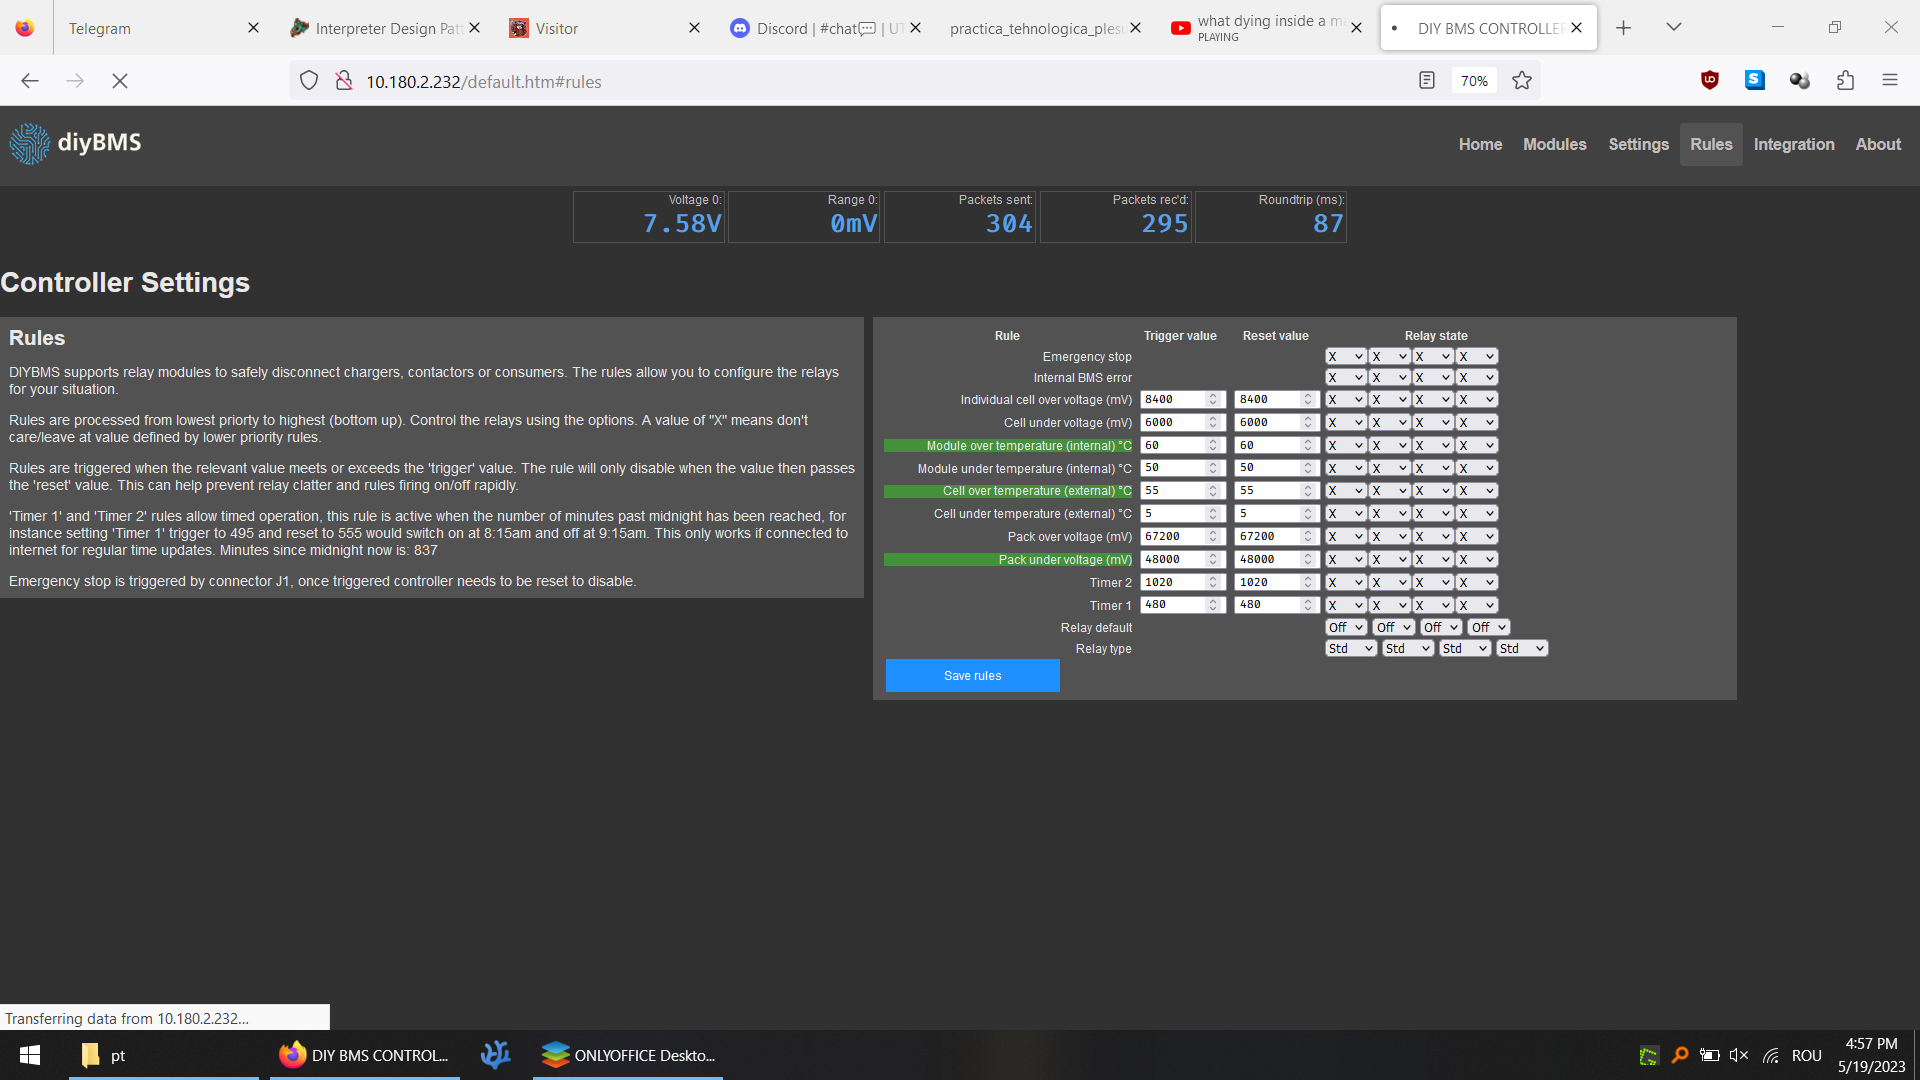 Telegram
Interpreter Design Patt
Visitor
Discord | #chat💬 | UT
practica_tehnologica_plesu
what dying inside a ma
PLAYING
DIY BMS CONTROLLER
10.180.2.232/default.htm#rules
70%
diyBMS
Home
Modules
Settings
Rules
Integration
About
Voltage 0:
7.58V
Range 0:
0mV
Packets sent:
304
Packets rec'd:
295
Roundtrip (ms):
87
Controller Settings
Rules
DIYBMS supports relay modules to safely disconnect chargers, contactors or consumers. The rules allow you to configure the relays
for your situation.
Rules are processed from lowest priorty to highest (bottom up). Control the relays using the options. A value of "X" means don't
care/leave at value defined by lower priority rules.
Rules are triggered when the relevant value meets or exceeds the 'trigger' value. The rule will only disable when the value then passes
the 'reset' value. This can help prevent relay clatter and rules firing on/off rapidly.
'Timer 1' and 'Timer 2' rules allow timed operation, this rule is active when the number of minutes past midnight has been reached, for
instance setting 'Timer 1' trigger to 495 and reset to 555 would switch on at 8:15am and off at 9:15am. This only works if connected to
internet for regular time updates. Minutes since midnight now is: 837
Emergency stop is triggered by connector J1, once triggered controller needs to be reset to disable.
Rule Trigger value Reset value Relay state
Emergency stop X X X X
Internal BMS error X X X X
Individual cell over voltage (mV) 8400 8400 X X X X
Cell under voltage (mV) 6000 6000 X X X X
Module over temperature (internal) °C 60 60 X X X X
Module under temperature (internal) °C 50 50 X X X X
Cell over temperature (external) °C 55 55 X X X X
Cell under temperature (external) °C 5 5 X X X X
Pack over voltage (mV) 67200 67200 X X X X
Pack under voltage (mV) 48000 48000 X X X X
Timer 2 1020 1020 X X X X
Timer 1 480 480 X X X X
Relay default Off Off Off Off
Relay type Std Std Std Std
Save rules
Transferring data from 10.180.2.232...
pt
DIY BMS CONTROL...
ONLYOFFICE Deskto...
ROU
4:57 PM
5/19/2023